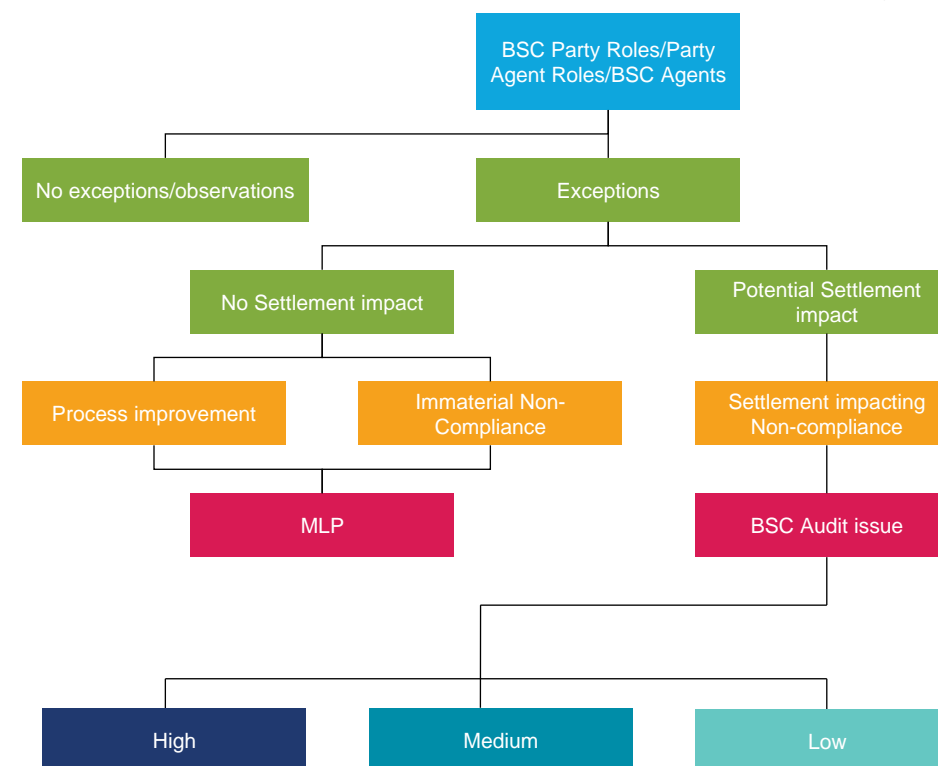 BSC Party Roles/Party
Agent Roles/BSC Agents
No exceptions/observations
Exceptions
No Settlement impact
Potential Settlement
impact
Process improvement
Immaterial Non-
Compliance
Settlement impacting
Non-compliance
MLP
BSC Audit issue
High
Medium
Low